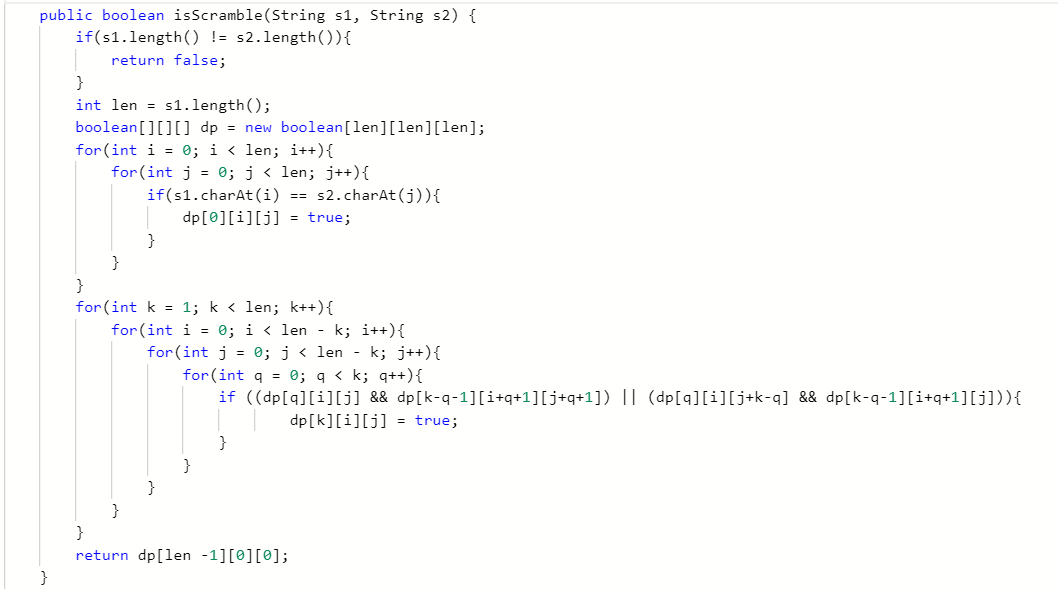 public boolean isScramble(String s1, String s2) {
    if(s1.length() != s2.length()){
        return false;
    }
    int len = s1.length();
    boolean[][][] dp = new boolean[len][len][len];
    for(int i = 0; i < len; i++){
        for(int j = 0; j < len; j++){
            if(s1.charAt(i) == s2.charAt(j)){
                dp[0][i][j] = true;
            }
        }
    }
    for(int k = 1; k < len; k++){
        for(int i = 0; i < len - k; i++){
            for(int j = 0; j < len - k; j++){
                for(int q = 0; q < k; q++){
                    if ((dp[q][i][j] && dp[k-q-1][i+q+1][j+q+1]) || (dp[q][i][j+k-q] && dp[k-q-1][i+q+1][j])){
                            dp[k][i][j] = true;
                    }
                }
            }
        }
    }
    return dp[len -1][0][0];
}